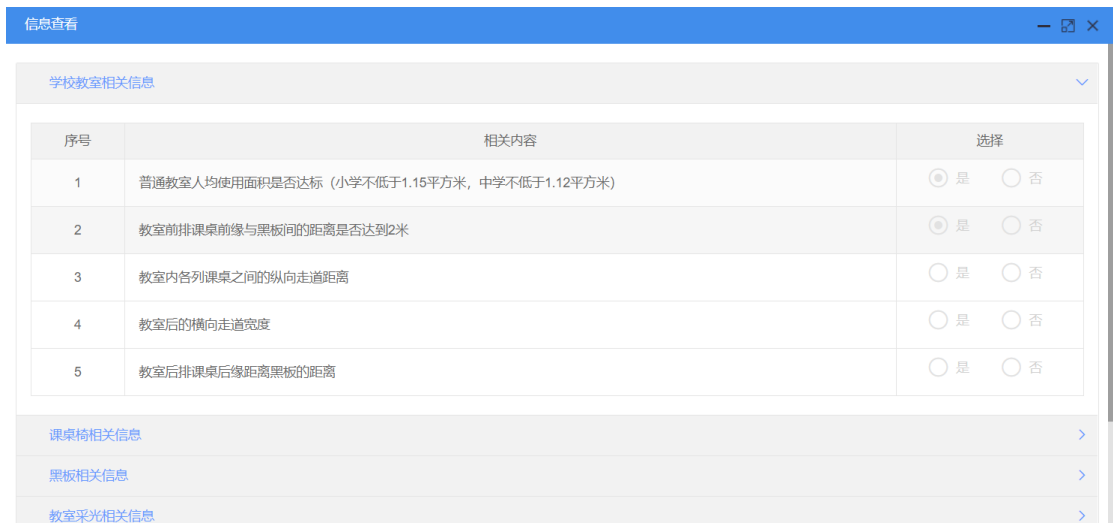 信息查看
学校教室相关信息
序号 相关内容 选择
1 普通教室人均使用面积是否达标（小学不低于1.15平方米，中学不低于1.12平方米） 是 否
2 教室前排课桌前缘与黑板间的距离是否达到2米 是 否
3 教室内各列课桌之间的纵向走道距离 是 否
4 教室后的横向走道宽度 是 否
5 教室后排课桌后缘距离黑板的距离 是 否
课桌椅相关信息
黑板相关信息
教室采光相关信息